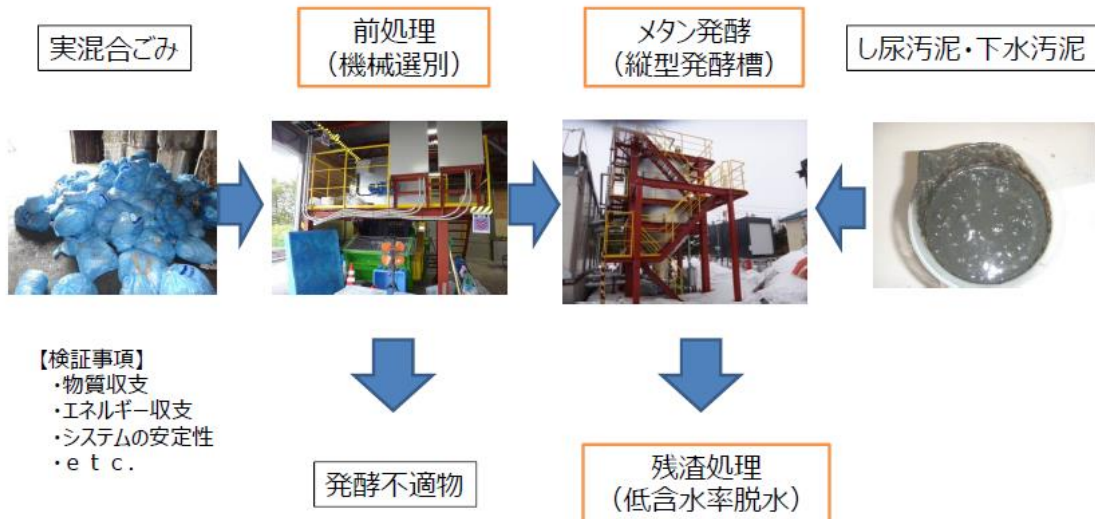 実混合ごみ
前処理
（機械選別）
メタン発酵
（縦型発酵槽）
し尿汚泥・下水汚泥
【検証事項】
・物質収支
・エネルギー収支
・システムの安定性
・ｅｔｃ．
発酵不適物
残渣処理
（低含水率脱水）